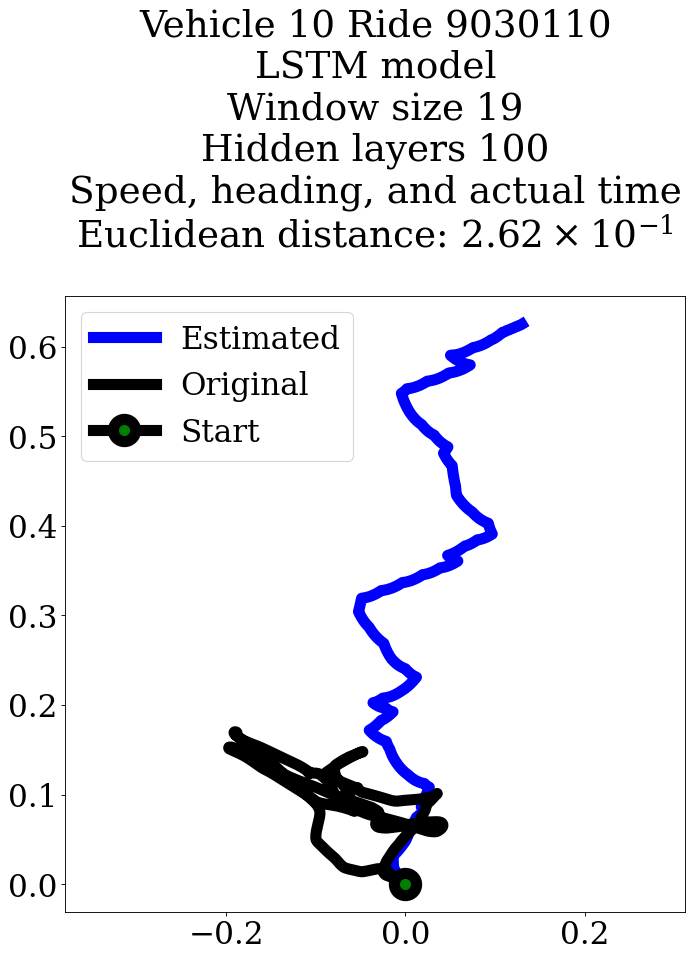 Vehicle 10 Ride 9030110
LSTM model
Window size 19
Hidden layers 100
Speed, heading, and actual time
Euclidean distance: 2.62 × 10⁻¹
Estimated
Original
Start
0.6
0.5
0.4
0.3
0.2
0.1
0.0
−0.2 0.0 0.2